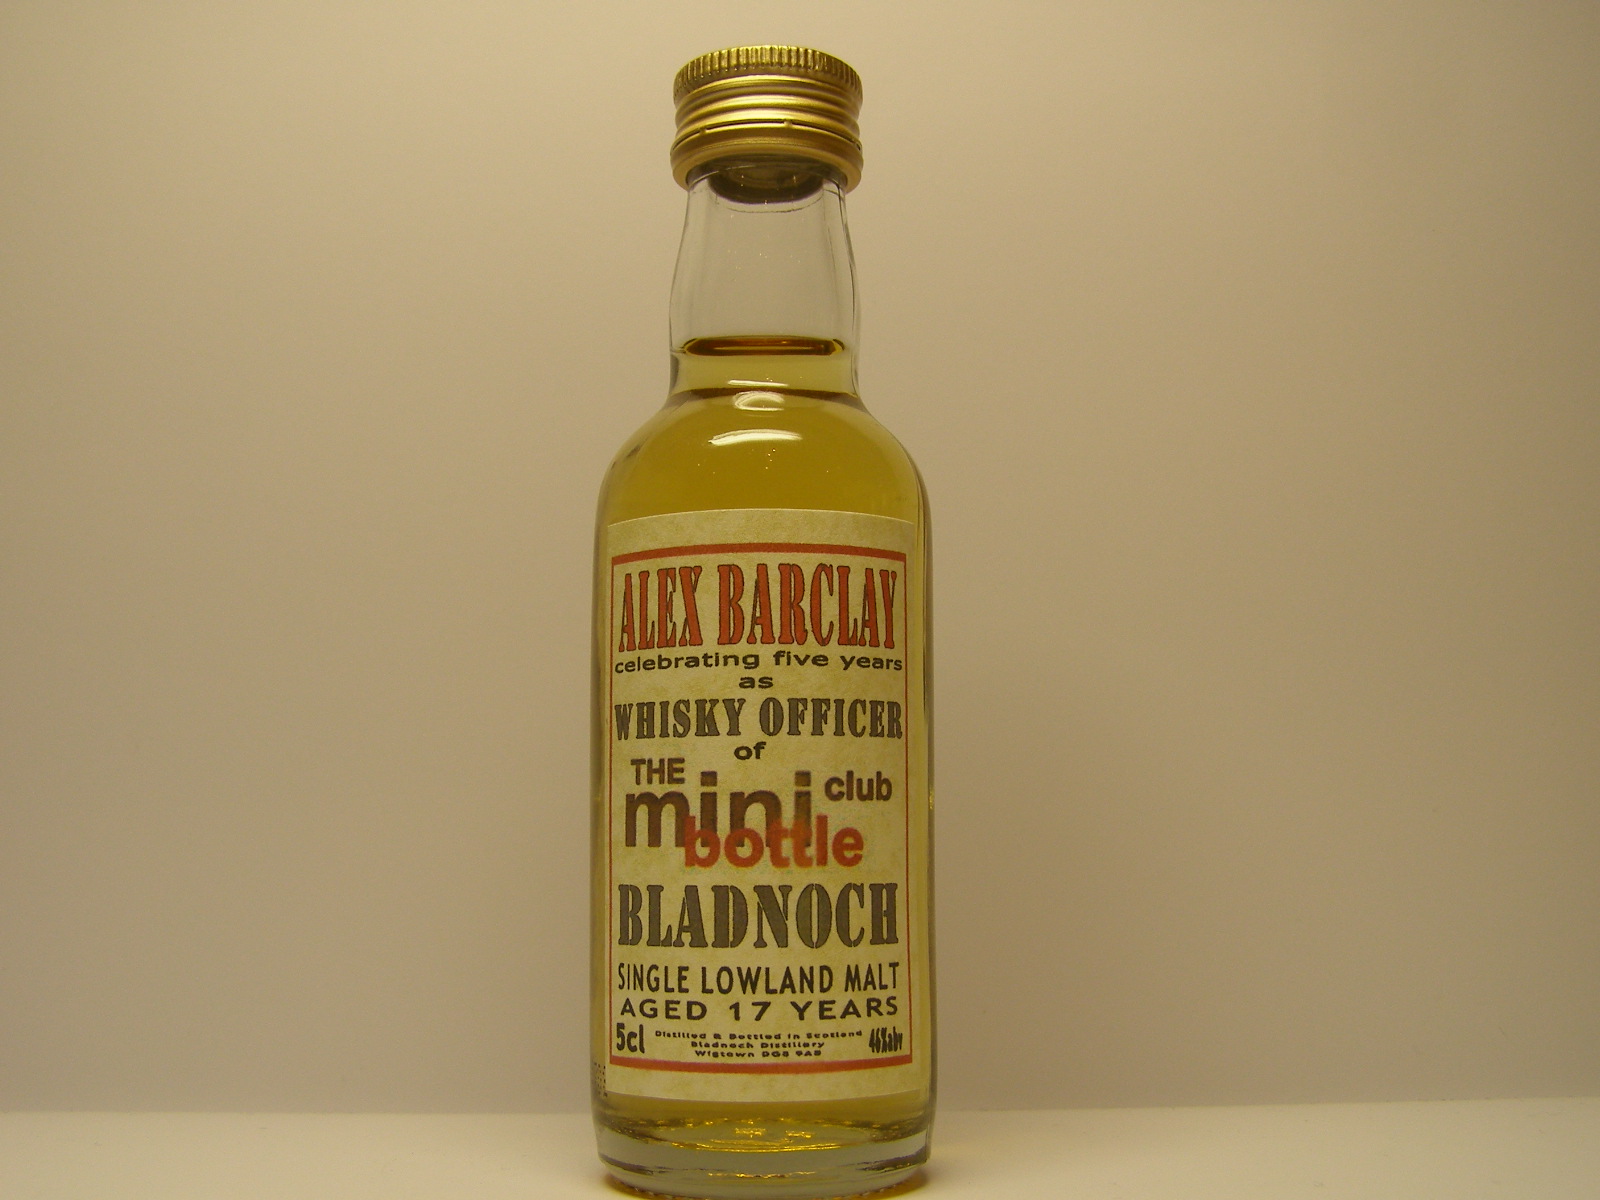 ALEX BARCLAY
celebrating five years
as
WHISKY OFFICER
of
THE
mini club
bottle
BLADNOCH
SINGLE LOWLAND MALT
AGED 17 YEARS
5cl
Distilled & Bottled in Scotland
Bladnoch Distillery
Wigtown DG8 9AB
46%abv